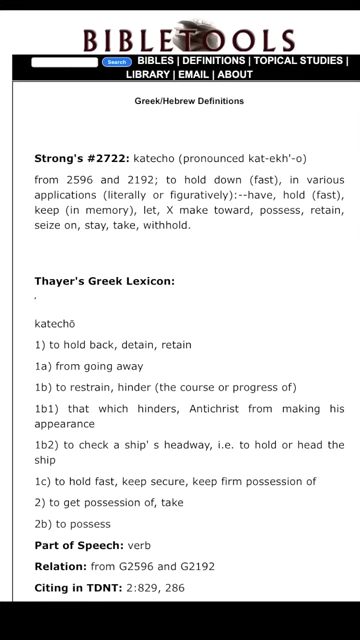 BIBLETOOLS
Search BIBLES | DEFINITIONS | TOPICAL STUDIES |
LIBRARY | EMAIL | ABOUT
Greek/Hebrew Definitions
Strong's #2722: katecho (pronounced kat-ekh'-o)
from 2596 and 2192; to hold down (fast), in various
applications (literally or figuratively):--have, hold (fast),
keep (in memory), let, X make toward, possess, retain,
seize on, stay, take, withhold.
Thayer's Greek Lexicon:
,
katechō
1) to hold back, detain, retain
1a) from going away
1b) to restrain, hinder (the course or progress of)
1b1) that which hinders, Antichrist from making his
appearance
1b2) to check a ship' s headway, i.e. to hold or head the
ship
1c) to hold fast, keep secure, keep firm possession of
2) to get possession of, take
2b) to possess
Part of Speech: verb
Relation: from G2596 and G2192
Citing in TDNT: 2:829, 286